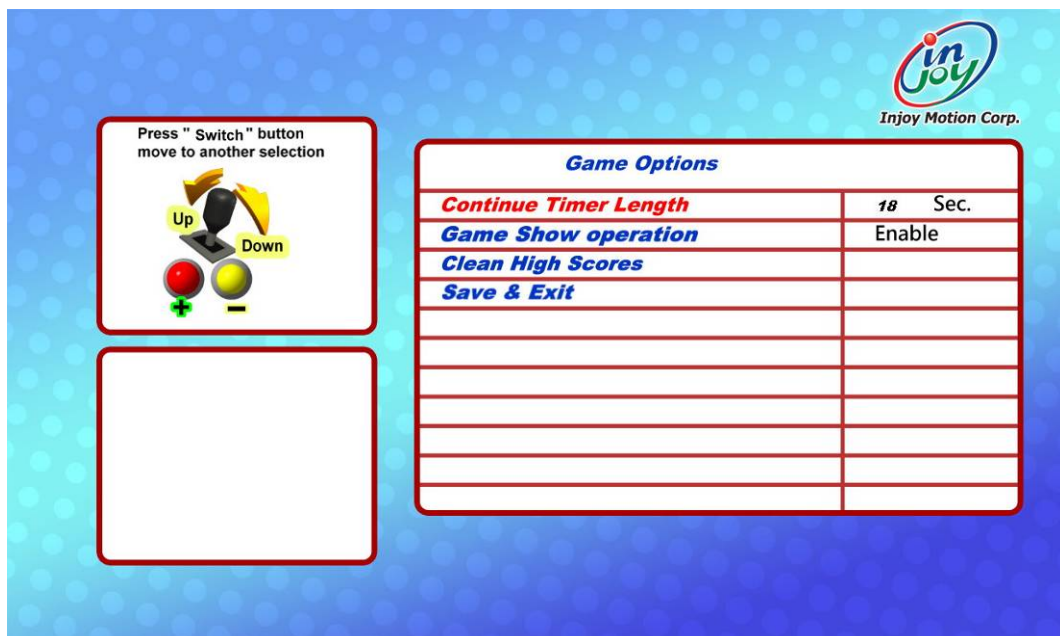 in
joy
Injoy Motion Corp.
Press " Switch " button
move to another selection
Up
Down
+ −
Game Options
Continue Timer Length 18 Sec.
Game Show operation Enable
Clean High Scores
Save & Exit